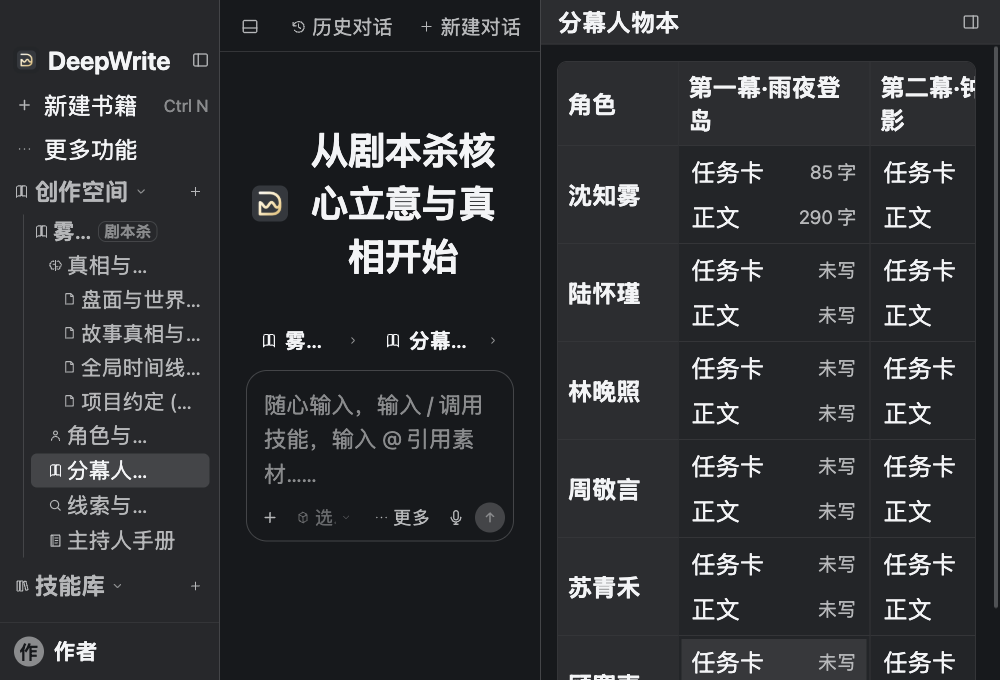 DeepWrite
+ 新建书籍 Ctrl N
... 更多功能
创作空间 +
雾... 剧本杀
真相与...
盘面与世界...
故事真相与...
全局时间线...
项目约定 (...
角色与...
分幕人...
线索与...
主持人手册
技能库 +
作 作者
历史对话 + 新建对话
从剧本杀核
心立意与真
相开始
雾... › 分幕... ›
随心输入，输入 / 调用
技能，输入 @ 引用素
材……
+ 选. ... 更多
分幕人物本
角色 第一幕·雨夜登岛 第二幕·钟影
沈知雾 任务卡 85 字 任务卡
正文 290 字 正文
陆怀瑾 任务卡 未写 任务卡
正文 未写 正文
林晚照 任务卡 未写 任务卡
正文 未写 正文
周敬言 任务卡 未写 任务卡
正文 未写 正文
苏青禾 任务卡 未写 任务卡
正文 未写 正文
任务卡 未写 任务卡